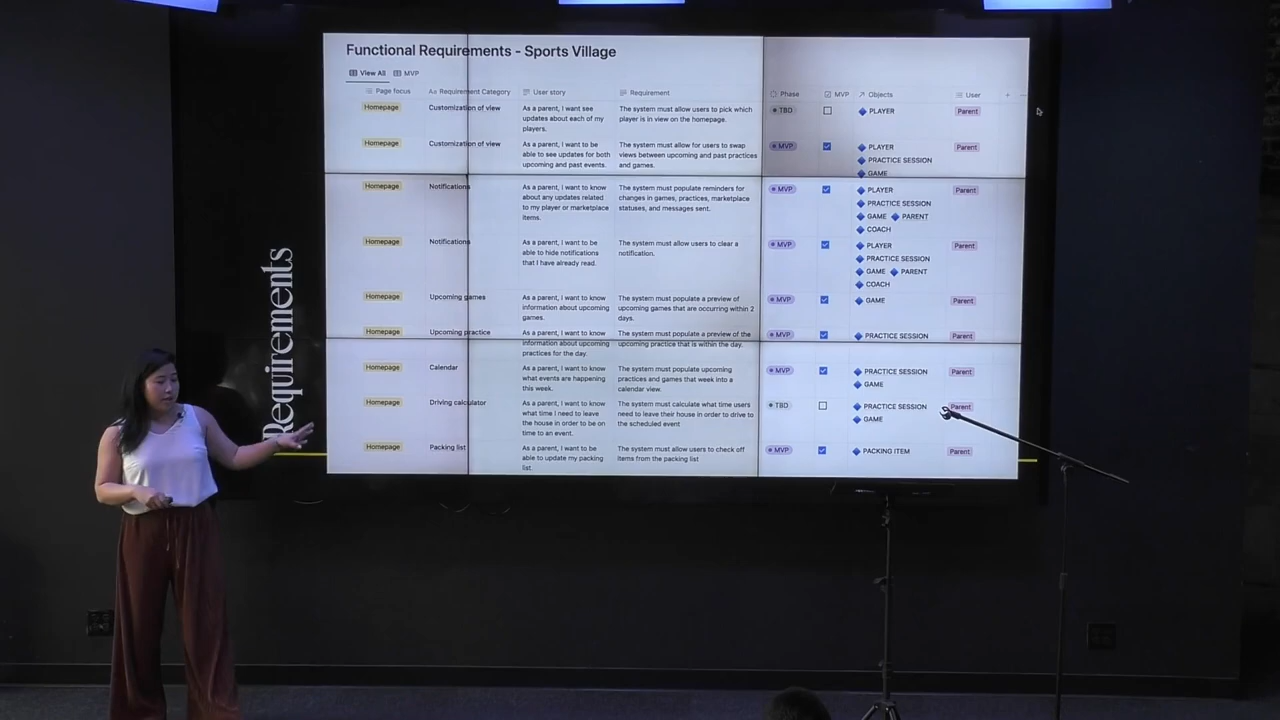 Functional Requirements - Sports Village
View All MVP
Page focus Aa Requirement Category User story Requirement Phase MVP Objects User +
Homepage Customization of view As a parent, I want see The system must allow users to pick which TBD PLAYER Parent
updates about each of my player is in view on the homepage.
players.
Homepage Customization of view As a parent, I want to be The system must allow for users to swap MVP PLAYER Parent
able to see updates for both views between upcoming and past practices PRACTICE SESSION
upcoming and past events. and games. GAME
Homepage Notifications As a parent, I want to know The system must populate reminders for MVP PLAYER Parent
about any updates related changes in games, practices, marketplace PRACTICE SESSION
to my player or marketplace statuses, and messages sent. GAME PARENT
items. COACH
Homepage Notifications As a parent, I want to be The system must allow users to clear a MVP PLAYER Parent
able to hide notifications notification. PRACTICE SESSION
that I have already read. GAME PARENT
COACH
Homepage Upcoming games As a parent, I want to know The system must populate a preview of MVP GAME Parent
information about upcoming upcoming games that are occurring within 2
games. days.
Homepage Upcoming practice As a parent, I want to know The system must populate a preview of the MVP PRACTICE SESSION Parent
information about upcoming upcoming practice that is within the day.
practices for the day.
Homepage Calendar As a parent, I want to know The system must populate upcoming MVP PRACTICE SESSION Parent
what events are happening practices and games that week into a GAME
this week. calendar view.
Homepage Driving calculator As a parent, I want to know The system must calculate what time users TBD PRACTICE SESSION Parent
what time I need to leave need to leave their house in order to drive to GAME
the house in order to be on the scheduled event
time to an event.
Homepage Packing list As a parent, I want to be The system must allow users to check off MVP PACKING ITEM Parent
able to update my packing items from the packing list
list.
Requirements